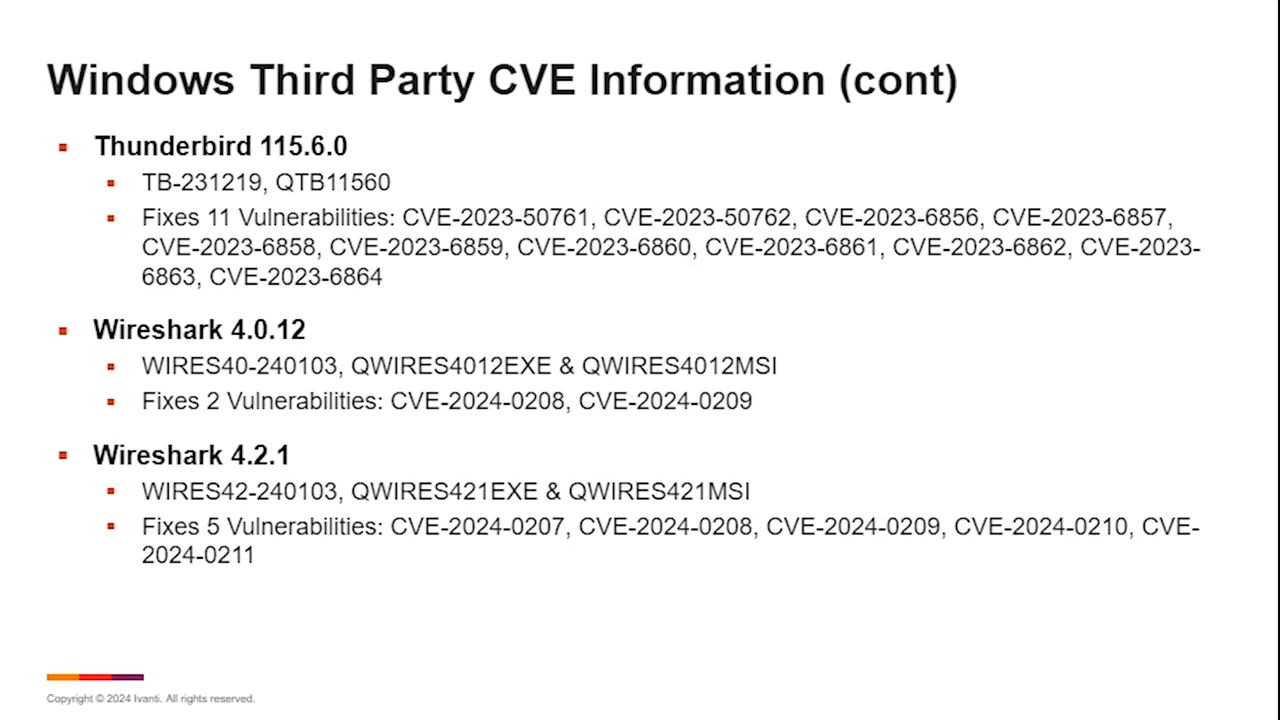 Windows Third Party CVE Information (cont)
Thunderbird 115.6.0
TB-231219, QTB11560
Fixes 11 Vulnerabilities: CVE-2023-50761, CVE-2023-50762, CVE-2023-6856, CVE-2023-6857,
CVE-2023-6858, CVE-2023-6859, CVE-2023-6860, CVE-2023-6861, CVE-2023-6862, CVE-2023-
6863, CVE-2023-6864
Wireshark 4.0.12
WIRES40-240103, QWIRES4012EXE & QWIRES4012MSI
Fixes 2 Vulnerabilities: CVE-2024-0208, CVE-2024-0209
Wireshark 4.2.1
WIRES42-240103, QWIRES421EXE & QWIRES421MSI
Fixes 5 Vulnerabilities: CVE-2024-0207, CVE-2024-0208, CVE-2024-0209, CVE-2024-0210, CVE-
2024-0211
Copyright © 2024 Ivanti. All rights reserved.